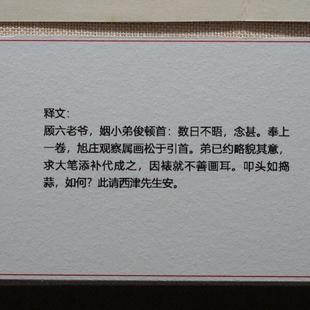 释文：
顾六老爷，姻小弟俊顿首：数日不晤，念甚。奉上
一卷，旭庄观察属画松于引首。弟已约略貌其意，
求大笔添补代成之，因裱就不善画耳。叩头如捣
蒜，如何？此请西津先生安。